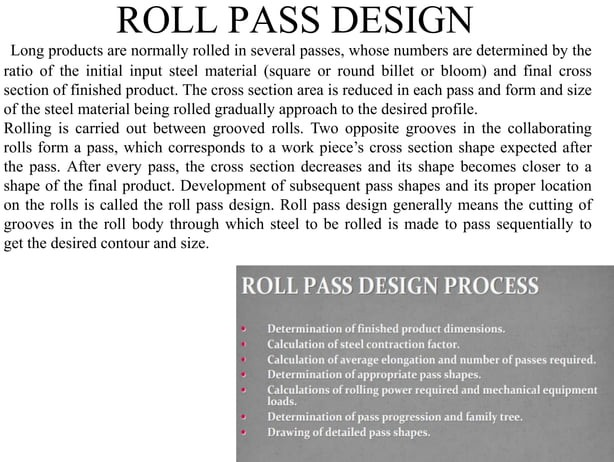 ROLL PASS DESIGN
Long products are normally rolled in several passes, whose numbers are determined by the
ratio of the initial input steel material (square or round billet or bloom) and final cross
section of finished product. The cross section area is reduced in each pass and form and size
of the steel material being rolled gradually approach to the desired profile.
Rolling is carried out between grooved rolls. Two opposite grooves in the collaborating
rolls form a pass, which corresponds to a work piece’s cross section shape expected after
the pass. After every pass, the cross section decreases and its shape becomes closer to a
shape of the final product. Development of subsequent pass shapes and its proper location
on the rolls is called the roll pass design. Roll pass design generally means the cutting of
grooves in the roll body through which steel to be rolled is made to pass sequentially to
get the desired contour and size.
ROLL PASS DESIGN PROCESS
Determination of finished product dimensions.
Calculation of steel contraction factor.
Calculation of average elongation and number of passes required.
Determination of appropriate pass shapes.
Calculations of rolling power required and mechanical equipment
loads.
Determination of pass progression and family tree.
Drawing of detailed pass shapes.